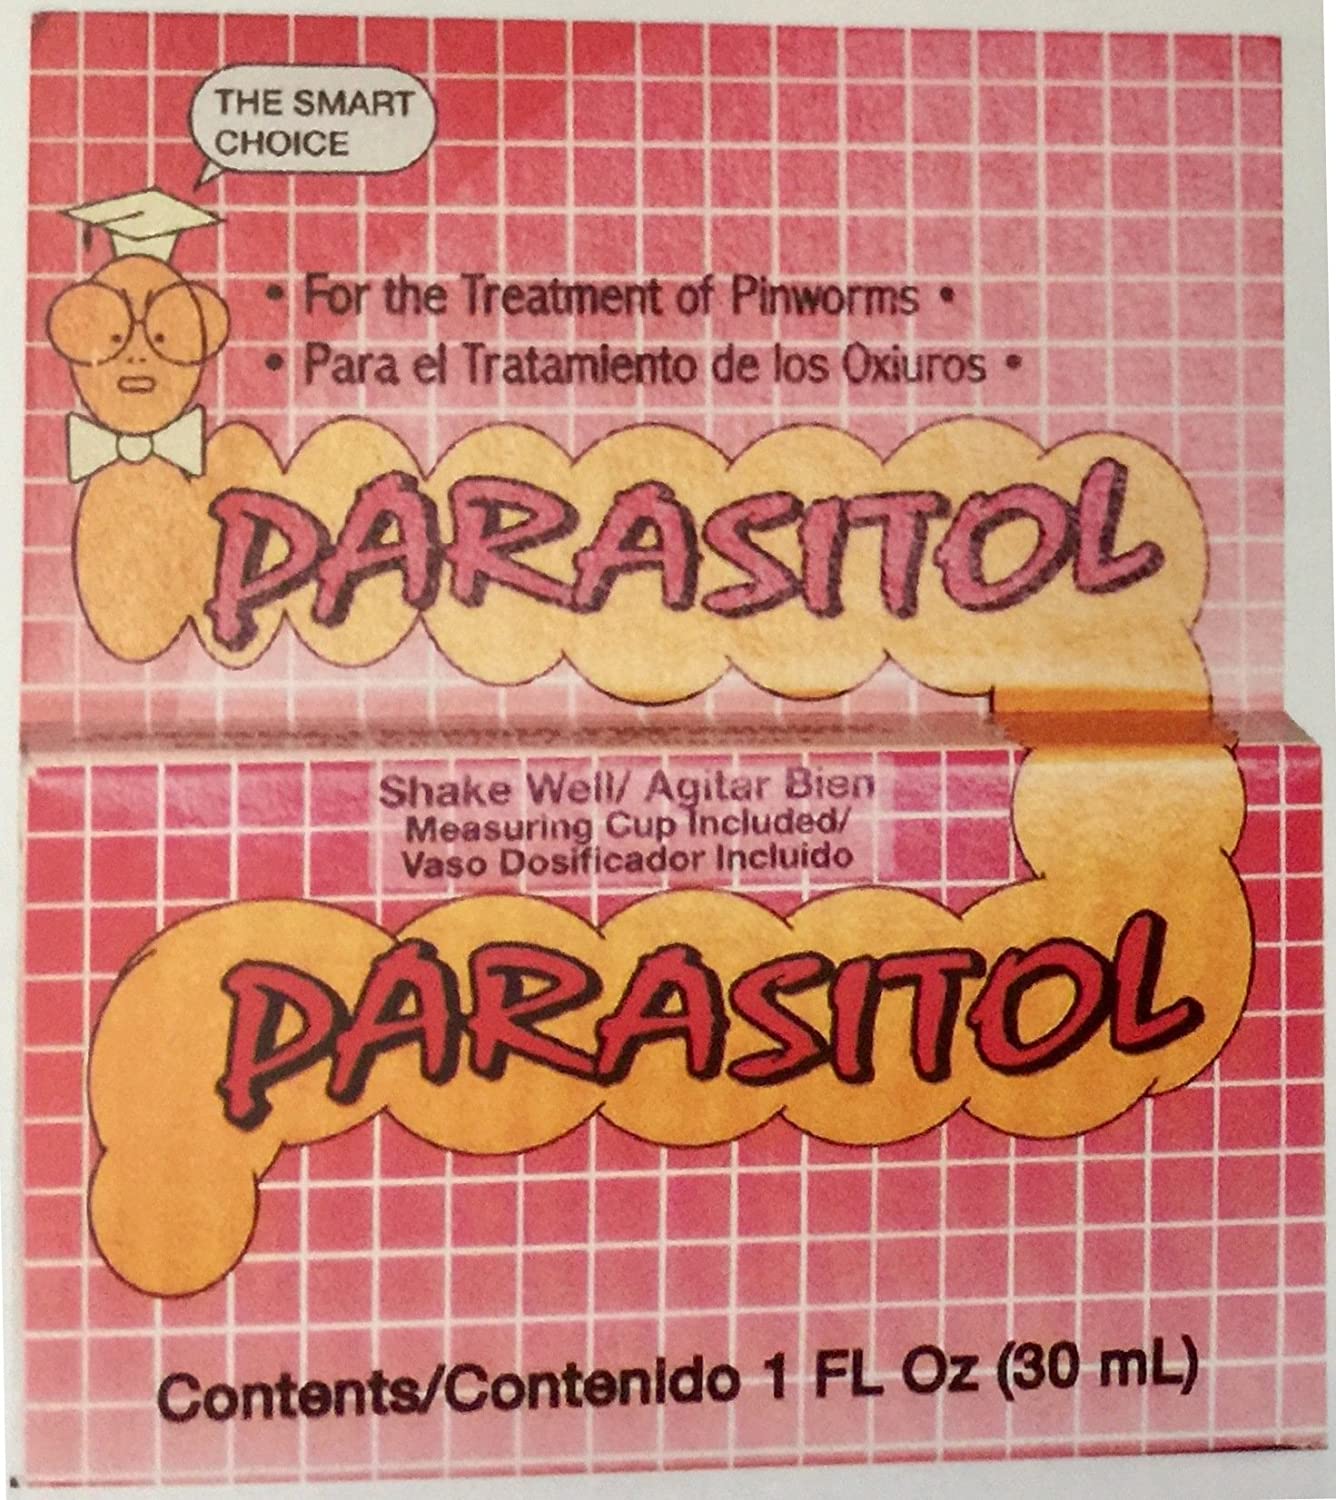 THE SMART
CHOICE
• For the Treatment of Pinworms •
• Para el Tratamiento de los Oxiuros •
PARASITOL
Shake Well/ Agitar Bien
Measuring Cup Included/
Vaso Dosificador Incluido
PARASITOL
Contents/Contenido 1 FL Oz (30 mL)